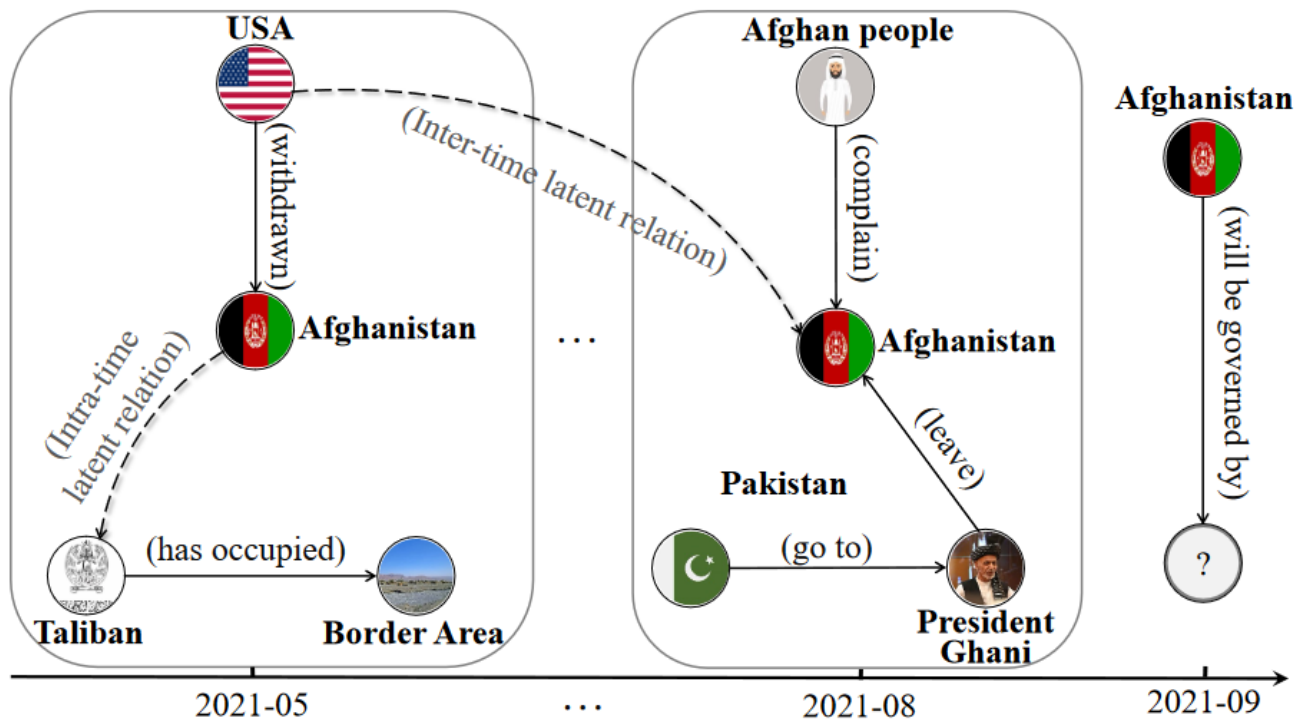 USA
(withdrawn)
Afghanistan
(Intra-time
latent relation)
Taliban
(has occupied)
Border Area
(Inter-time latent relation)
...
Afghan people
(complain)
Afghanistan
(leave)
Pakistan
(go to)
President
Ghani
Afghanistan
(will be governed by)
?
2021-05
...
2021-08
2021-09